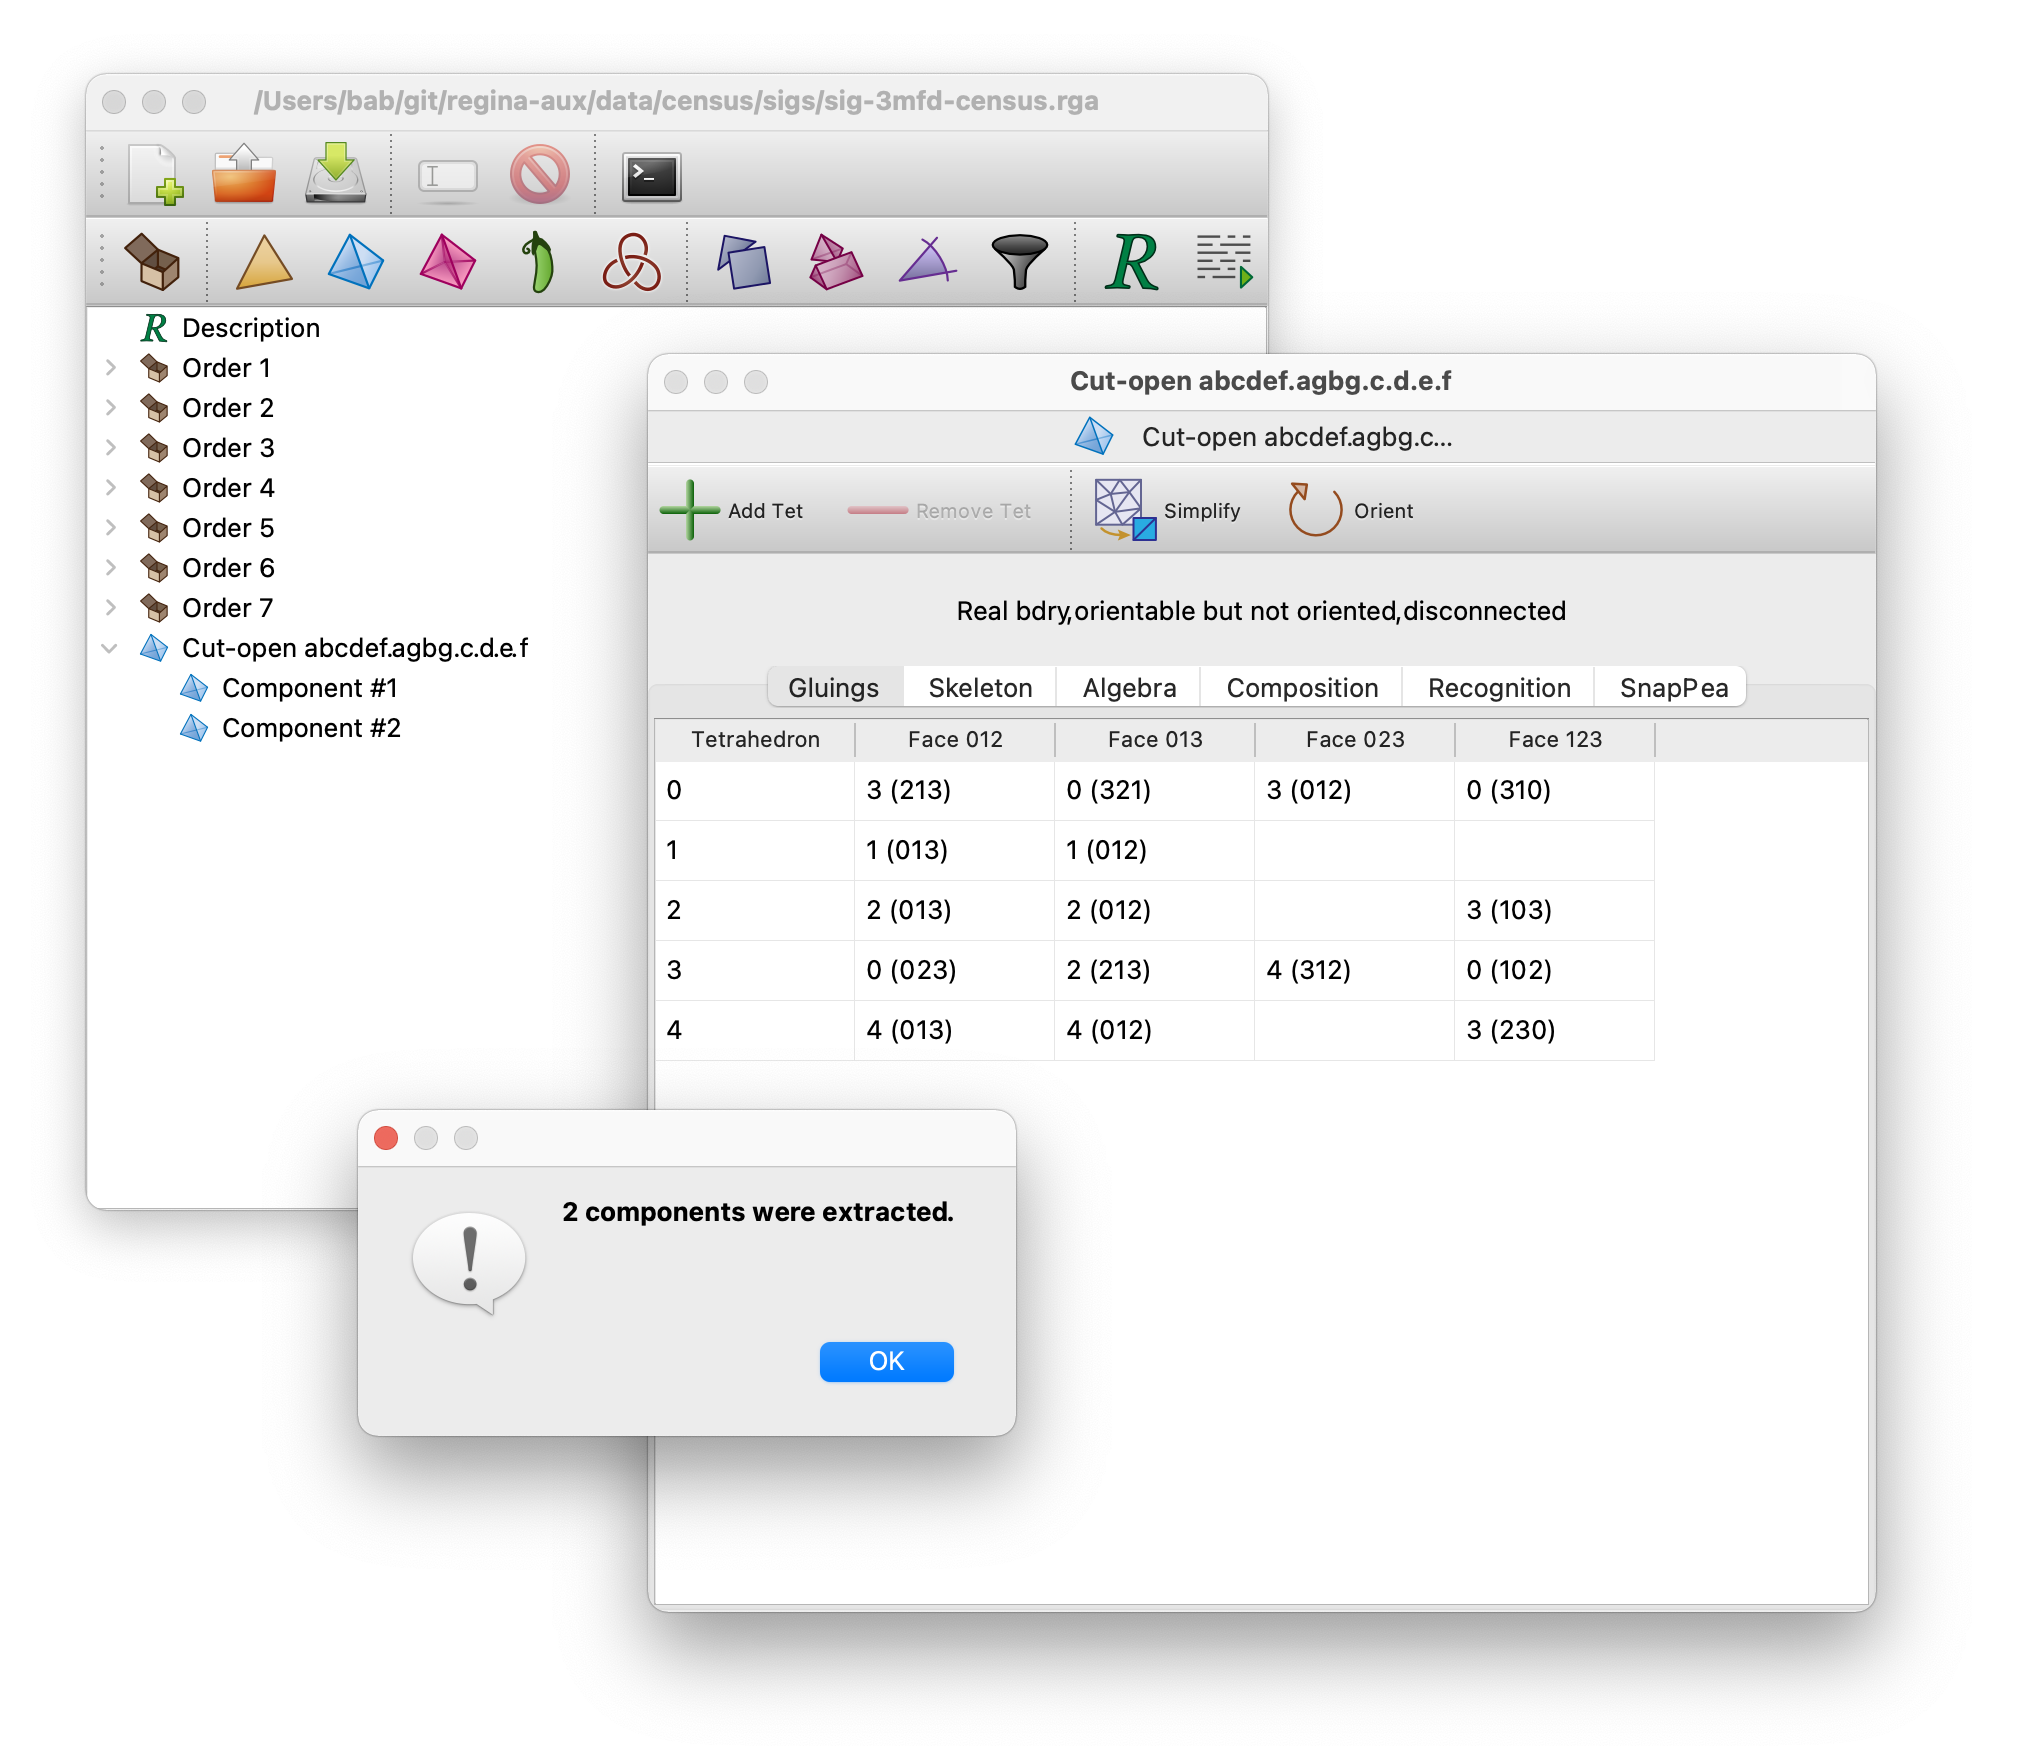 /Users/bab/git/regina-aux/data/census/sigs/sig-3mfd-census.rga
R Description
Order 1
Order 2
Order 3
Order 4
Order 5
Order 6
Order 7
Cut-open abcdef.agbg.c.d.e.f
Component #1
Component #2
Cut-open abcdef.agbg.c.d.e.f
Cut-open abcdef.agbg.c...
Add Tet Remove Tet Simplify Orient
Real bdry,orientable but not oriented,disconnected
Gluings Skeleton Algebra Composition Recognition SnapPea
Tetrahedron Face 012 Face 013 Face 023 Face 123
0 3 (213) 0 (321) 3 (012) 0 (310)
1 1 (013) 1 (012)
2 2 (013) 2 (012) 3 (103)
3 0 (023) 2 (213) 4 (312) 0 (102)
4 4 (013) 4 (012) 3 (230)
2 components were extracted.
OK